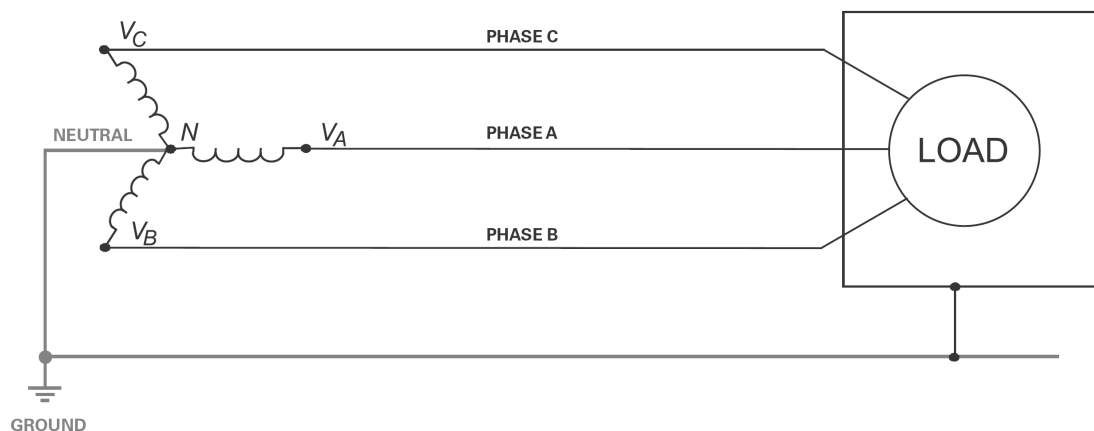 V_C
PHASE C
NEUTRAL
N
V_A
PHASE A
LOAD
V_B
PHASE B
GROUND